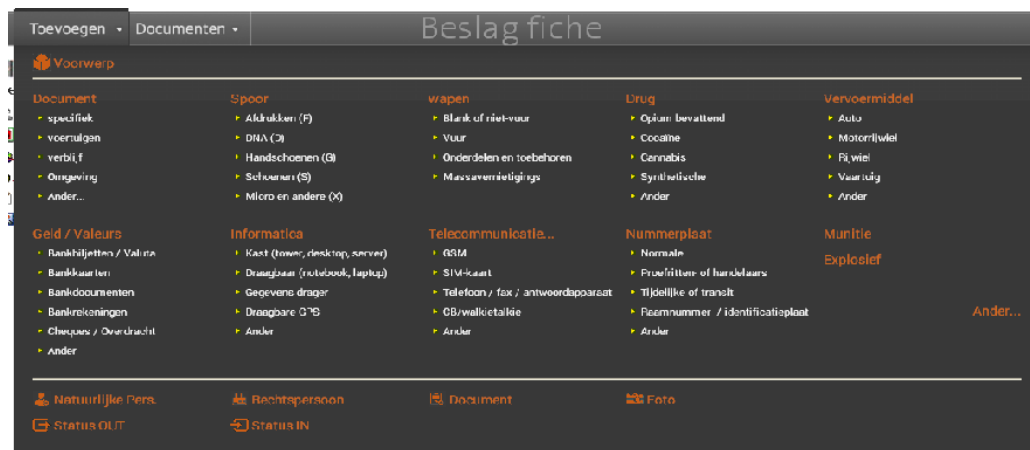 Toevoegen
Documenten
Beslag fiche
Voorwerp
Document
specifiek
voertuigen
verblijf
Omgeving
Ander...
Spoor
Afdrukken (F)
DNA (D)
Handschoenen (G)
Schoenen (S)
Micro en andere (X)
wapen
Blank of niet-vuur
Vuur
Onderdelen en toebehoren
Massavernietigings
Drug
Opium bevattend
Cocaïne
Cannabis
Synthetische
Ander
Vervoermiddel
Auto
Motorrijwiel
Rijwiel
Vaartuig
Ander
Geld / Valeurs
Bankbiljetten / Valuta
Bankkaarten
Bankdocumenten
Bankrekeningen
Cheques / Overdracht
Ander
Informatica
Kast (tower, desktop, server)
Draagbaar (notebook, laptop)
Gegevens drager
Draagbare GPS
Ander
Telecommunicatie...
GSM
SIM-kaart
Telefoon / fax / antwoordapparaat
CB/walkietalkie
Ander
Nummerplaat
Normale
Proefritten- of handelaars
Tijdelijke of transit
Raamnummer / identificatieplaat
Ander
Munitie
Explosief
Ander...
Natuurlijke Pers.
Rechtspersoon
Document
Foto
Status OUT
Status IN